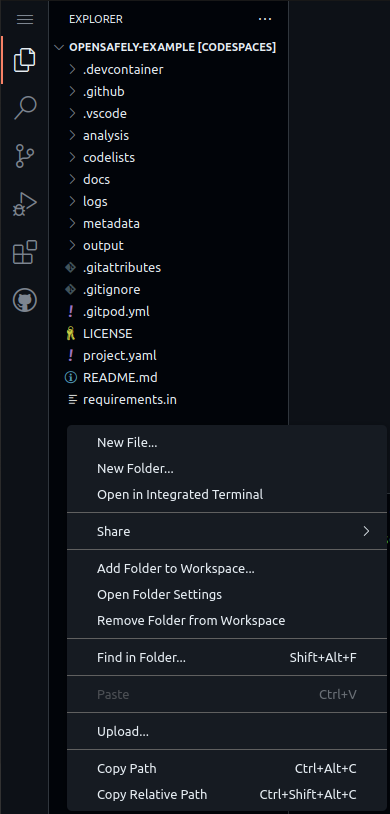 EXPLORER
OPENSAFELY-EXAMPLE [CODESPACES]
.devcontainer
.github
.vscode
analysis
codelists
docs
logs
metadata
output
.gitattributes
.gitignore
.gitpod.yml
LICENSE
project.yaml
README.md
requirements.in
New File...
New Folder...
Open in Integrated Terminal
Share
Add Folder to Workspace...
Open Folder Settings
Remove Folder from Workspace
Find in Folder... Shift+Alt+F
Paste Ctrl+V
Upload...
Copy Path Ctrl+Alt+C
Copy Relative Path Ctrl+Shift+Alt+C